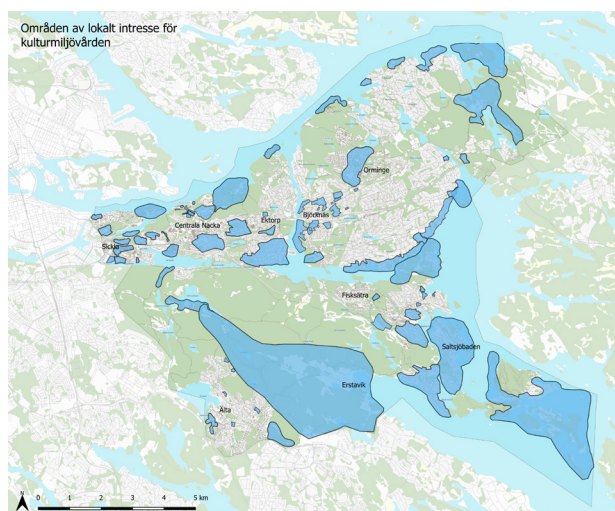 Områden av lokalt intresse för
kulturmiljövården
Orminge
Centrala Nacka
Ektorp
Björknäs
Sickla
Fisksätra
Saltsjöbaden
Erstavik
Älta
N
0 1 2 3 4 5 km